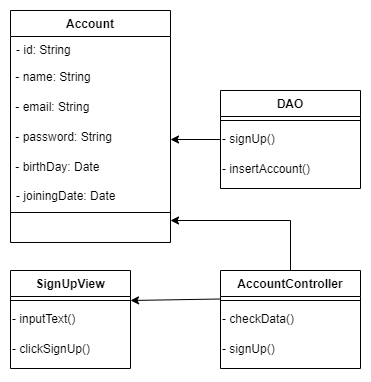 Account
- id: String
- name: String
- email: String
- password: String
- birthDay: Date
- joiningDate: Date
DAO
- signUp()
- insertAccount()
SignUpView
- inputText()
- clickSignUp()
AccountController
- checkData()
- signUp()